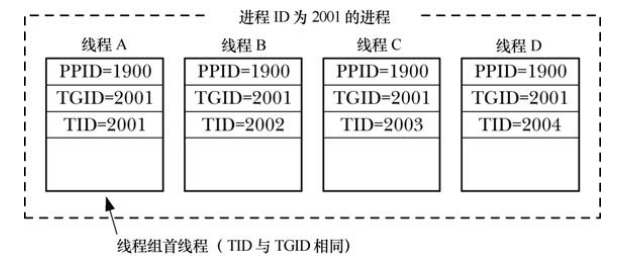 进程 ID 为 2001 的进程
线程 A 线程 B 线程 C 线程 D
PPID=1900 PPID=1900 PPID=1900 PPID=1900
TGID=2001 TGID=2001 TGID=2001 TGID=2001
TID=2001 TID=2002 TID=2003 TID=2004
线程组首线程（TID 与 TGID 相同）